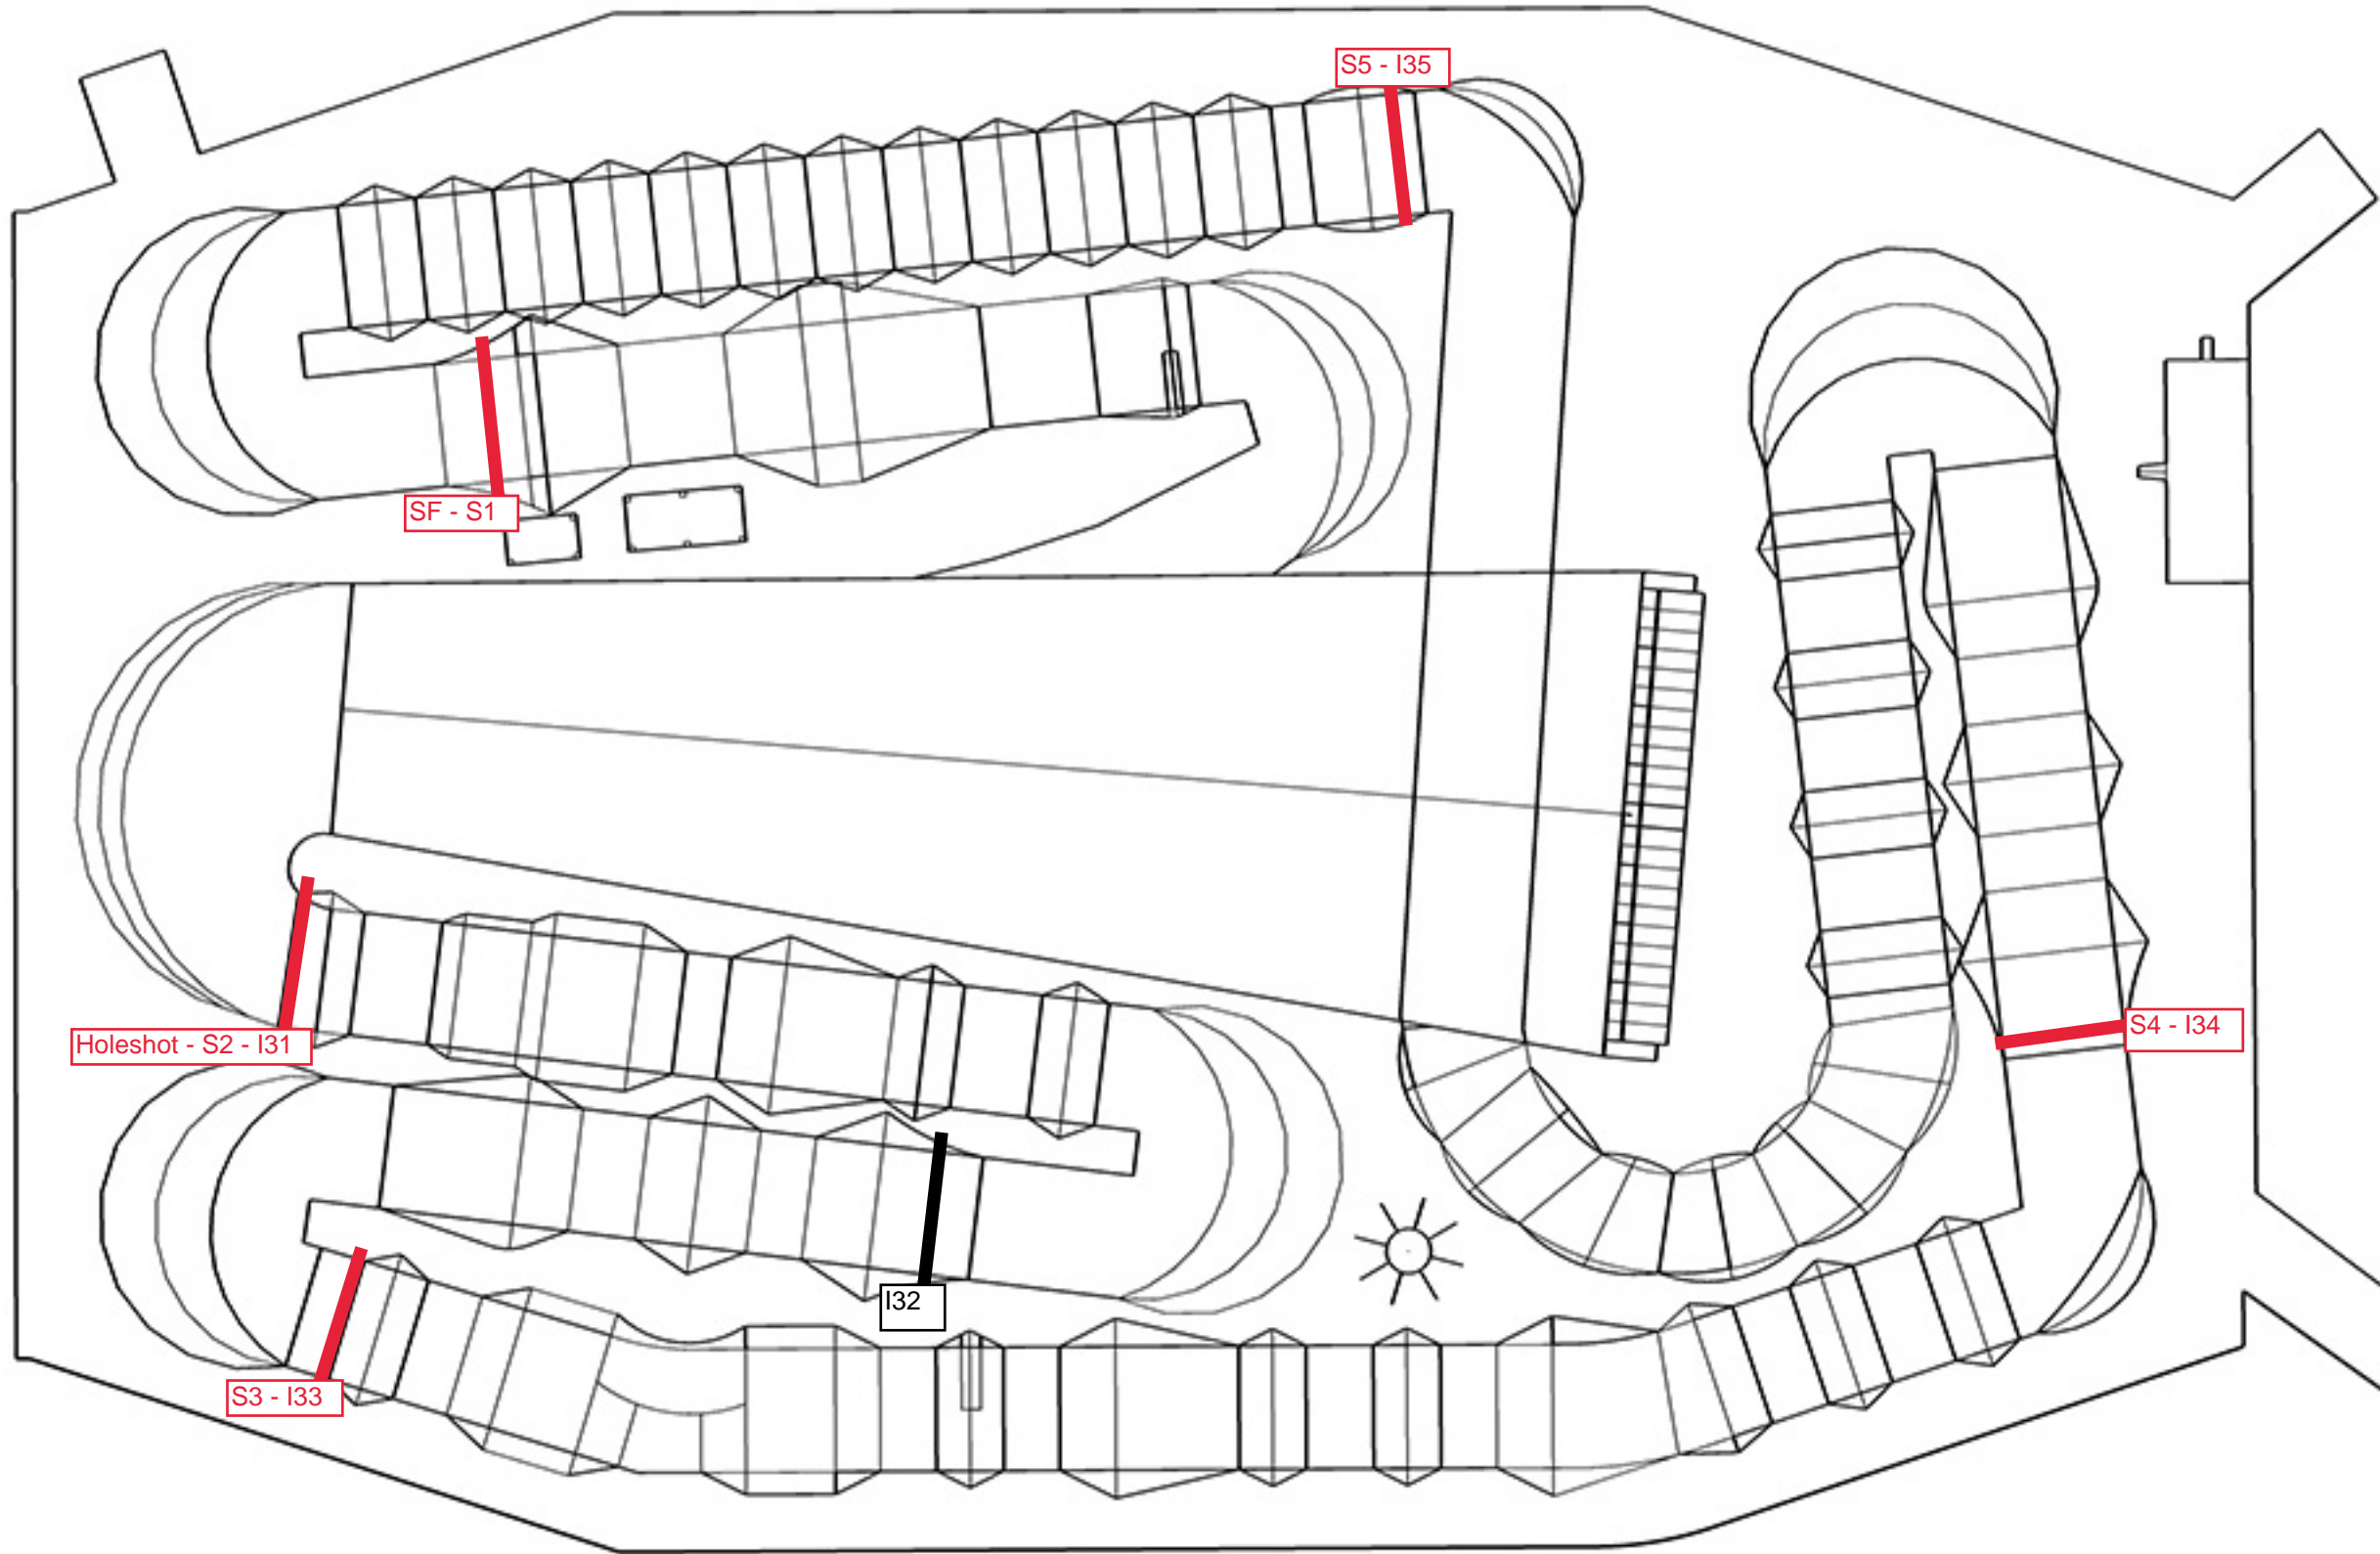 S5 - I35
SF - S1
Holeshot - S2 - I31
S4 - I34
I32
S3 - I33